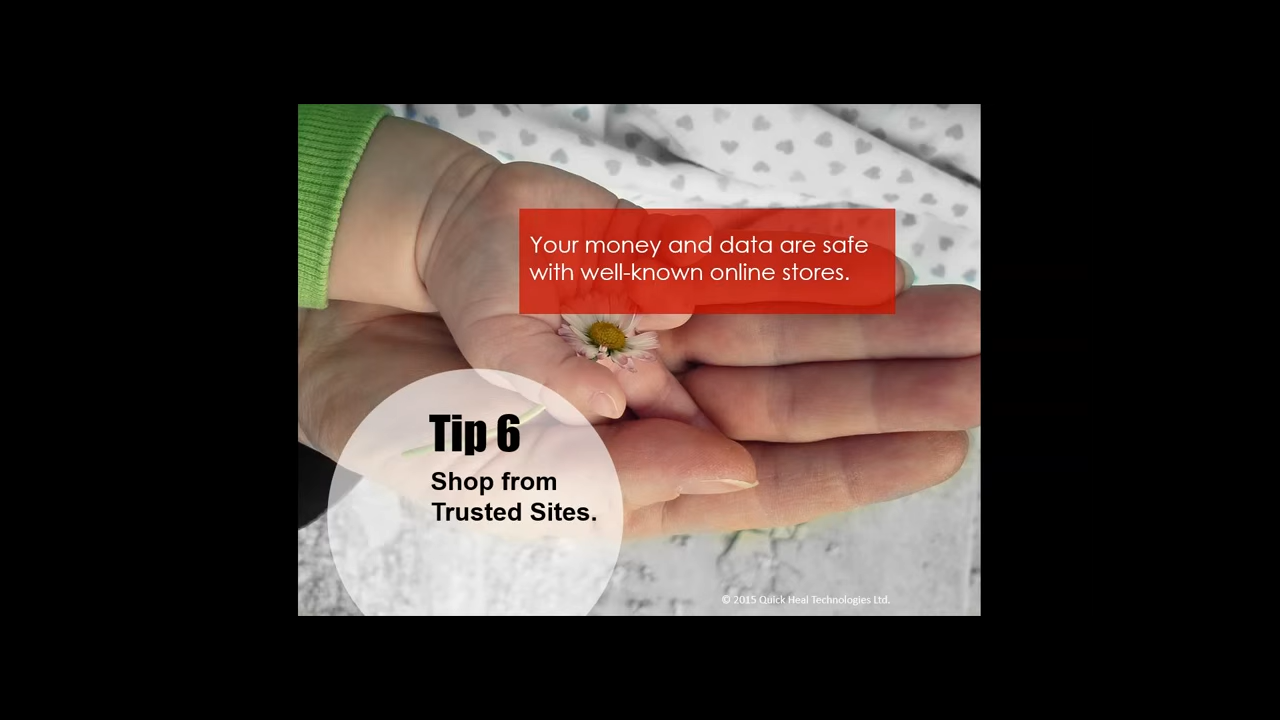 Your money and data are safe
with well-known online stores.
Tip 6
Shop from
Trusted Sites.
© 2015 Quick Heal Technologies Ltd.